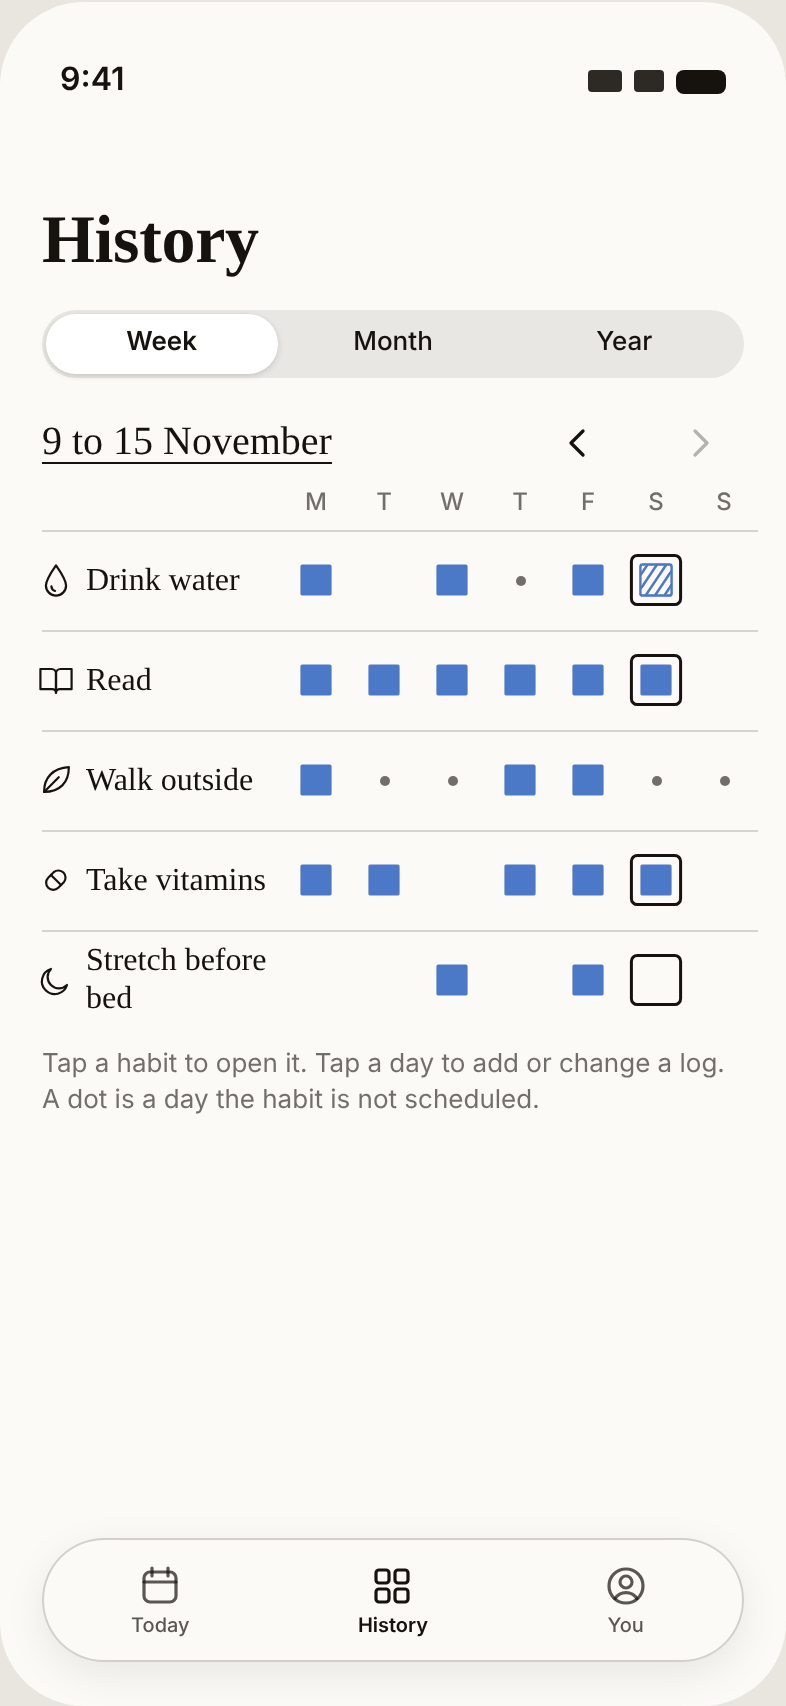 9:41
History
Week Month Year
9 to 15 November
M T W T F S S
Drink water
Read
Walk outside
Take vitamins
Stretch before
bed
Tap a habit to open it. Tap a day to add or change a log.
A dot is a day the habit is not scheduled.
Today History You